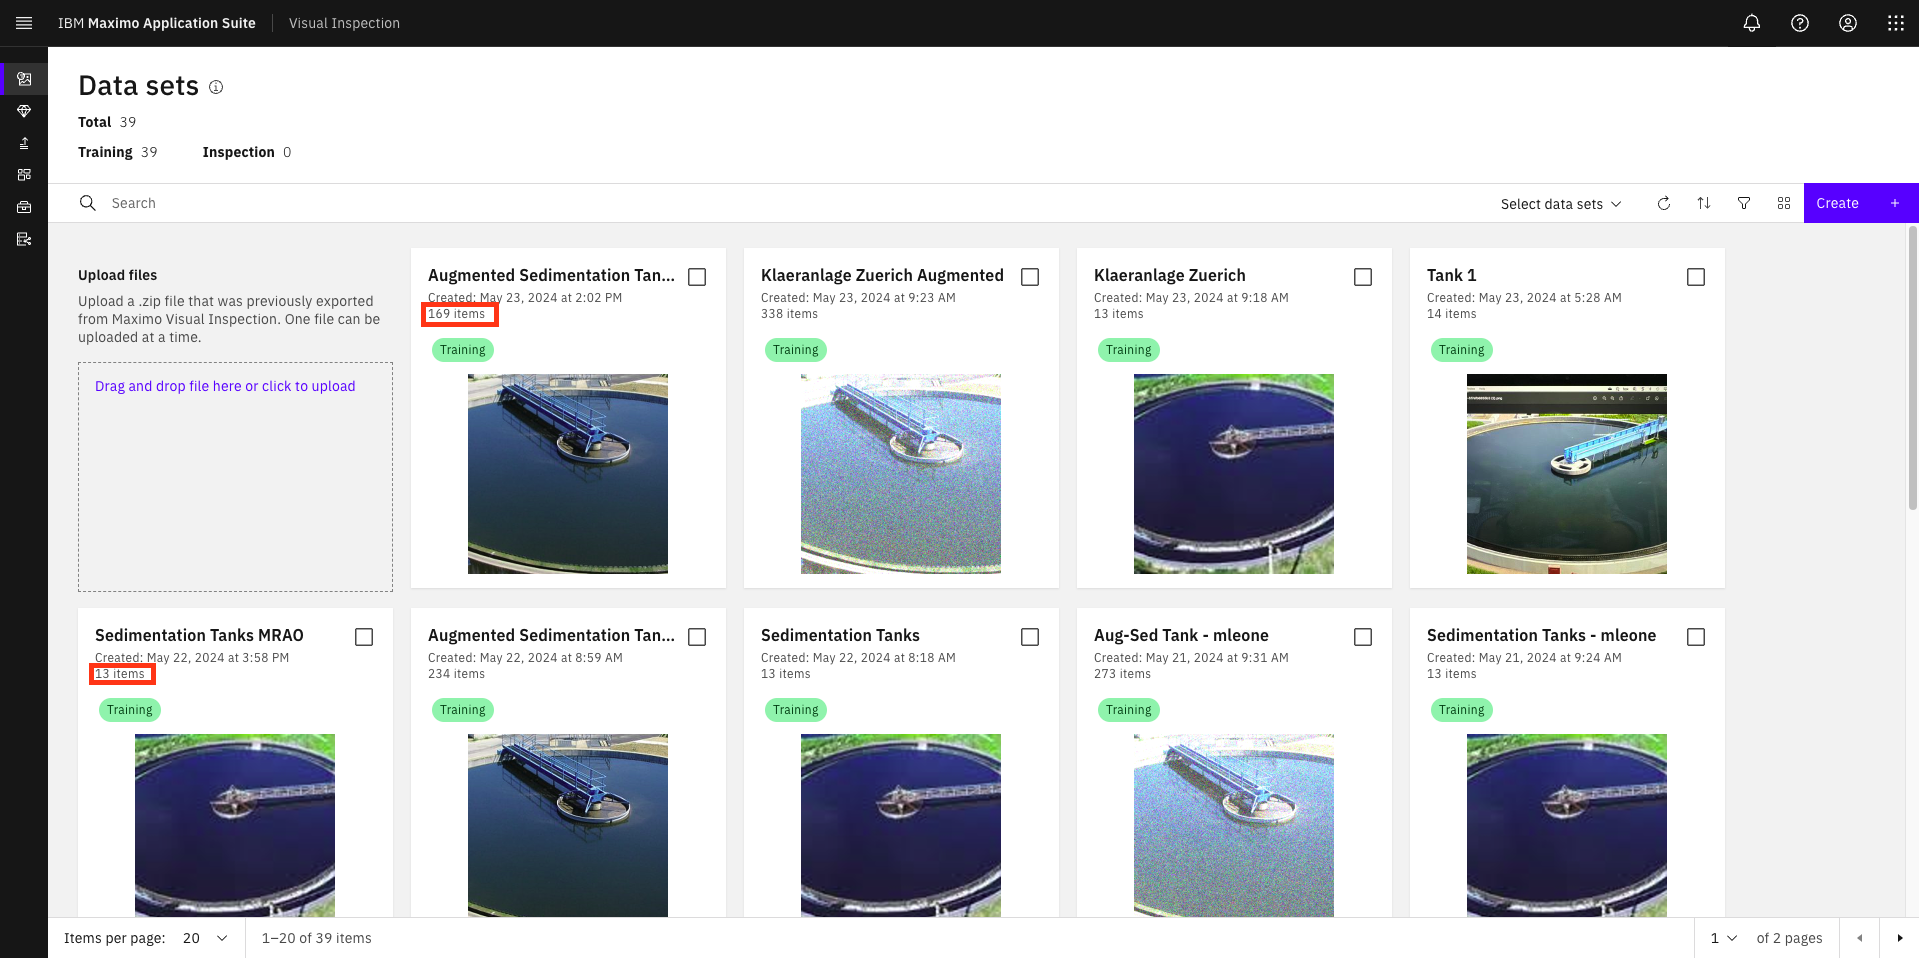 IBM Maximo Application Suite
Visual Inspection
Data sets
Total 39
Training 39 Inspection 0
Search
Select data sets
Create +
Upload files
Upload a .zip file that was previously exported
from Maximo Visual Inspection. One file can be
uploaded at a time.
Drag and drop file here or click to upload
Augmented Sedimentation Tan...
Created: May 23, 2024 at 2:02 PM
169 items
Training
Klaeranlage Zuerich Augmented
Created: May 23, 2024 at 9:23 AM
338 items
Training
Klaeranlage Zuerich
Created: May 23, 2024 at 9:18 AM
13 items
Training
Tank 1
Created: May 23, 2024 at 5:28 AM
14 items
Training
Sedimentation Tanks MRAO
Created: May 22, 2024 at 3:58 PM
13 items
Training
Augmented Sedimentation Tan...
Created: May 22, 2024 at 8:59 AM
234 items
Training
Sedimentation Tanks
Created: May 22, 2024 at 8:18 AM
13 items
Training
Aug-Sed Tank - mleone
Created: May 21, 2024 at 9:31 AM
273 items
Training
Sedimentation Tanks - mleone
Created: May 21, 2024 at 9:24 AM
13 items
Training
Items per page: 20
1–20 of 39 items
1 of 2 pages